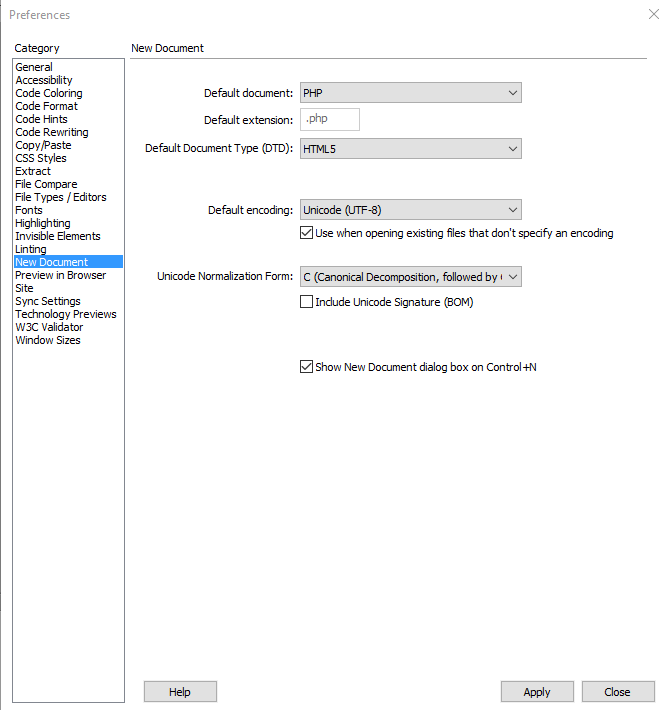 Preferences
Category
General
Accessibility
Code Coloring
Code Format
Code Hints
Code Rewriting
Copy/Paste
CSS Styles
Extract
File Compare
File Types / Editors
Fonts
Highlighting
Invisible Elements
Linting
New Document
Preview in Browser
Site
Sync Settings
Technology Previews
W3C Validator
Window Sizes
New Document
Default document: PHP
Default extension: .php
Default Document Type (DTD): HTML5
Default encoding: Unicode (UTF-8)
Use when opening existing files that don't specify an encoding
Unicode Normalization Form: C (Canonical Decomposition, followed by
Include Unicode Signature (BOM)
Show New Document dialog box on Control+N
Help Apply Close